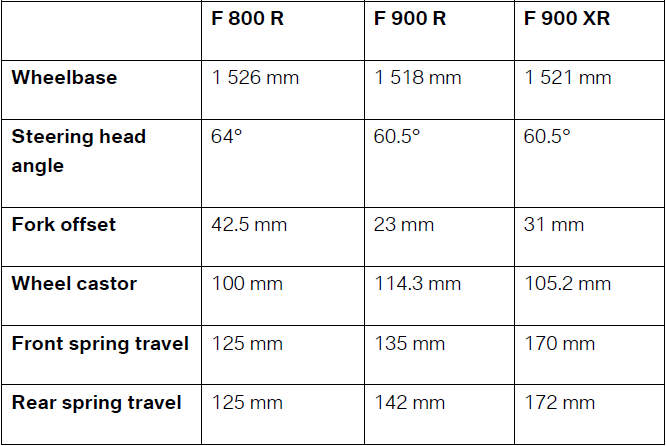 F 800 R F 900 R F 900 XR
Wheelbase 1 526 mm 1 518 mm 1 521 mm
Steering head 64° 60.5° 60.5°
angle
Fork offset 42.5 mm 23 mm 31 mm
Wheel castor 100 mm 114.3 mm 105.2 mm
Front spring travel 125 mm 135 mm 170 mm
Rear spring travel 125 mm 142 mm 172 mm